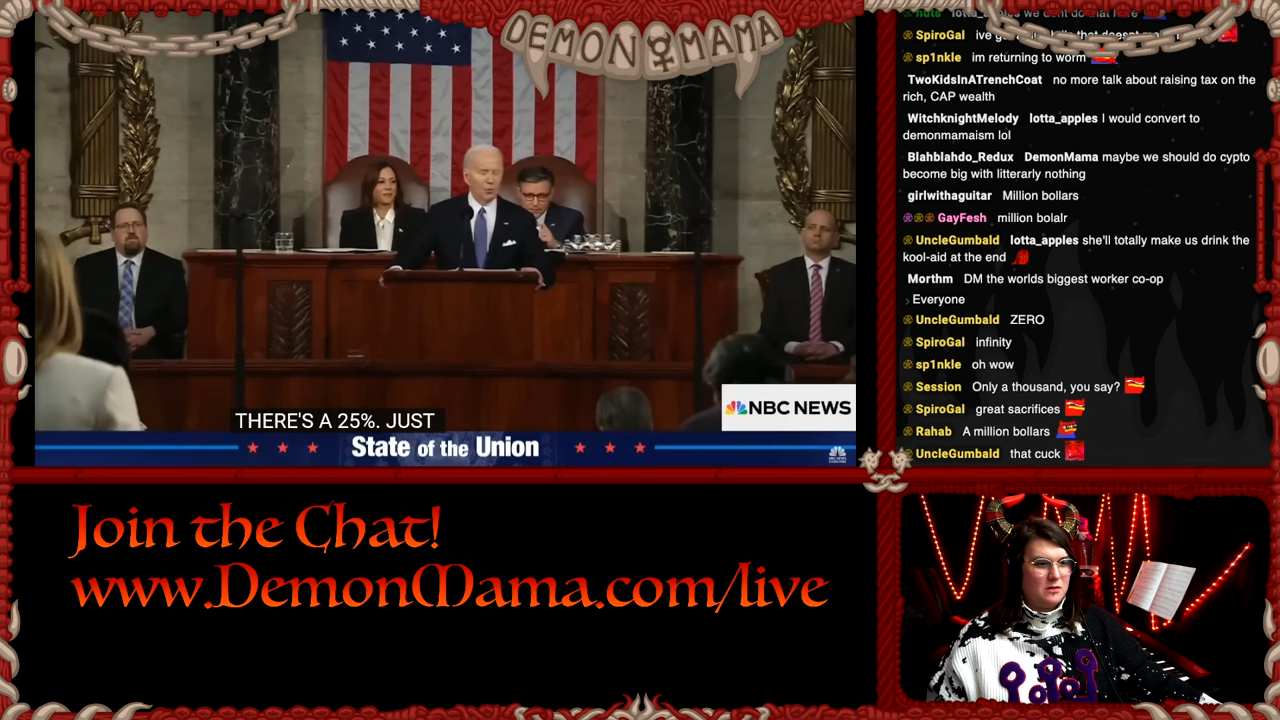 DEMON MAMA
SpiroGal
sp1nkle im returning to worm
TwoKidsInATrenchCoat no more talk about raising tax on the
rich, CAP wealth
WitchknightMelody lotta_apples I would convert to
demonmamaism lol
Blahblahdo_Redux DemonMama maybe we should do cypto
become big with litterarly nothing
girlwithaguitar Million bollars
GayFesh million bolalr
UncleGumbald lotta_apples she'll totally make us drink the
kool-aid at the end
Morthm DM the worlds biggest worker co-op
Everyone
UncleGumbald ZERO
SpiroGal infinity
sp1nkle oh wow
Session Only a thousand, you say?
SpiroGal great sacrifices
Rahab A million bollars
UncleGumbald that cuck
NBC NEWS
THERE'S A 25%. JUST
State of the Union
Join the Chat!
www.DemonMama.com/live